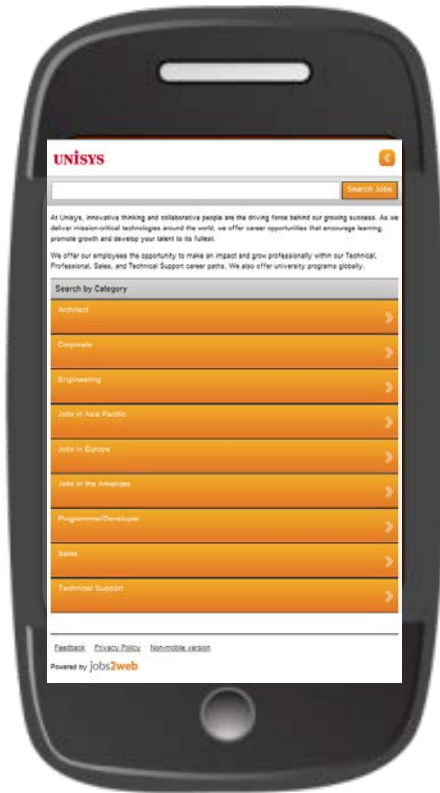 UNİSYS
Search Jobs
At Unisys, innovative thinking and collaborative people are the driving force behind our growing success. As we
deliver mission-critical technologies around the world, we offer career opportunities that encourage learning,
promote growth and develop your talent to its fullest.
We offer our employees the opportunity to make an impact and grow professionally within our Technical,
Professional, Sales, and Technical Support career paths. We also offer university programs globally.
Search by Category
Architect
Corporate
Engineering
Jobs in Asia Pacific
Jobs in Europe
Jobs in the Americas
Programmer/Developer
Sales
Technical Support
Feedback Privacy Policy Non-mobile version
Powered by jobs2web